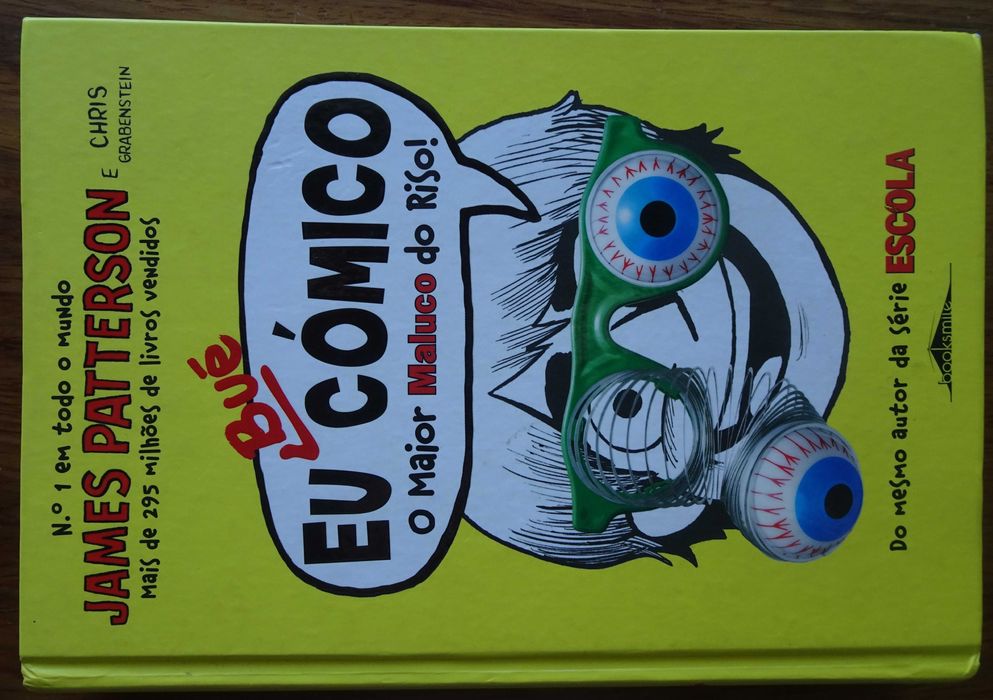 N.º 1 em todo o mundo
JAMES PATTERSON E CHRIS GRABENSTEIN
Mais de 295 milhões de livros vendidos
Bué
EU CÓMICO
O Maior Maluco do Riso!
Do mesmo autor da série ESCOLA
booksmile